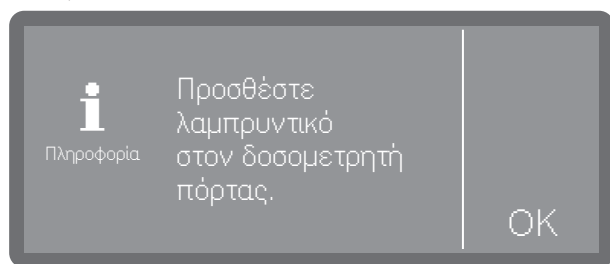 Πληροφορία
Προσθέστε
λαμπρυντικό
στον δοσομετρητή
πόρτας.
OK